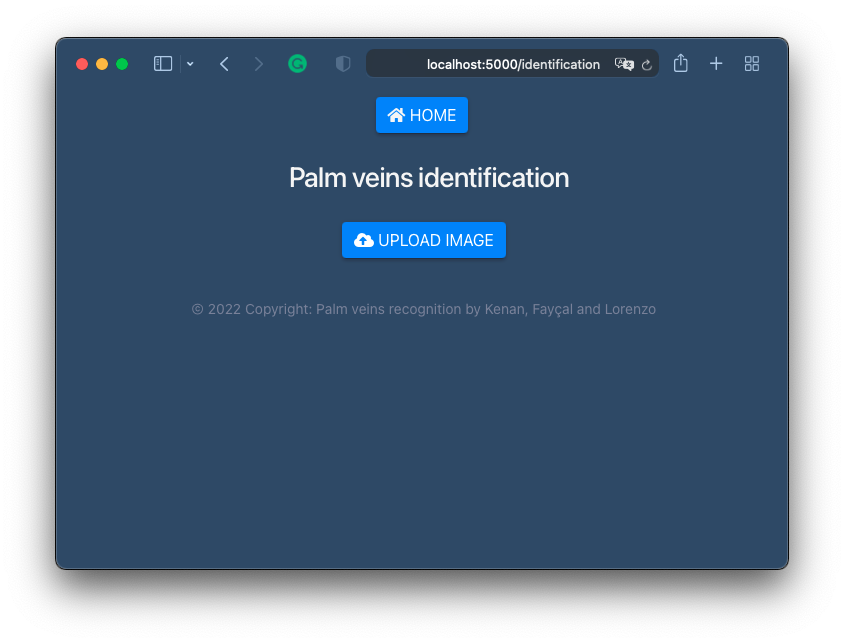 localhost:5000/identification
HOME
Palm veins identification
UPLOAD IMAGE
© 2022 Copyright: Palm veins recognition by Kenan, Fayçal and Lorenzo